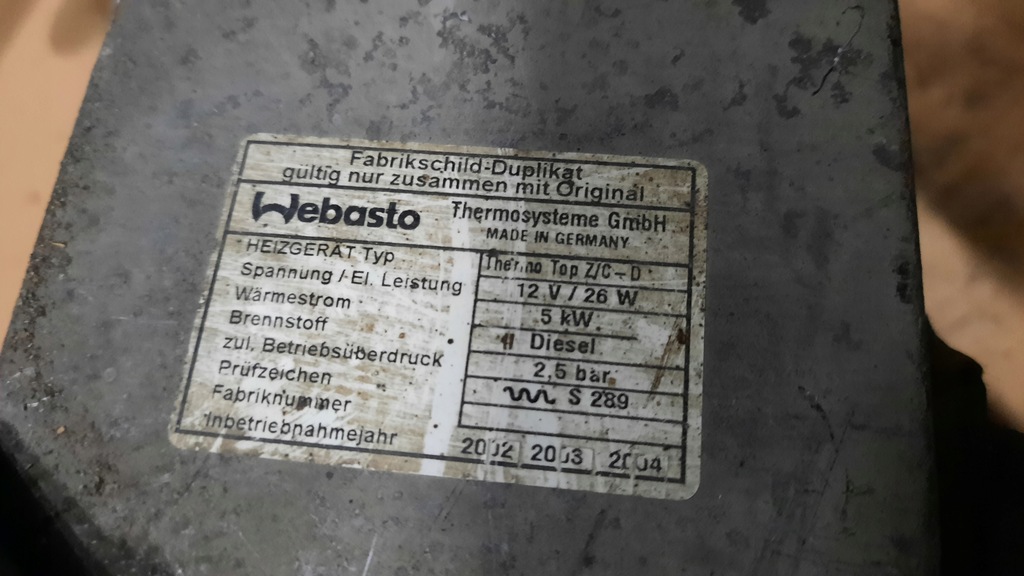 Fabrikschild-Duplikat
gültig nur zusammen mit Original
Webasto Thermosysteme GmbH
MADE IN GERMANY
HEIZGERÄT Typ Thermo Top Z/C-D
Spannung / El. Leistung 12 V / 26 W
Wärmestrom 5 kW
Brennstoff Diesel
zul. Betriebsüberdruck 2,5 bar
Prüfzeichen S 289
Fabriknummer
Inbetriebnahmejahr 2002 2003 2004